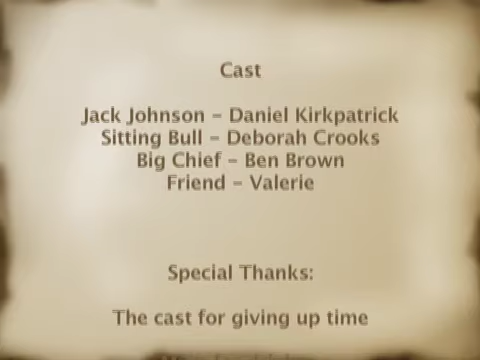 Cast
Jack Johnson – Daniel Kirkpatrick
Sitting Bull – Deborah Crooks
Big Chief – Ben Brown
Friend – Valerie
Special Thanks:
The cast for giving up time